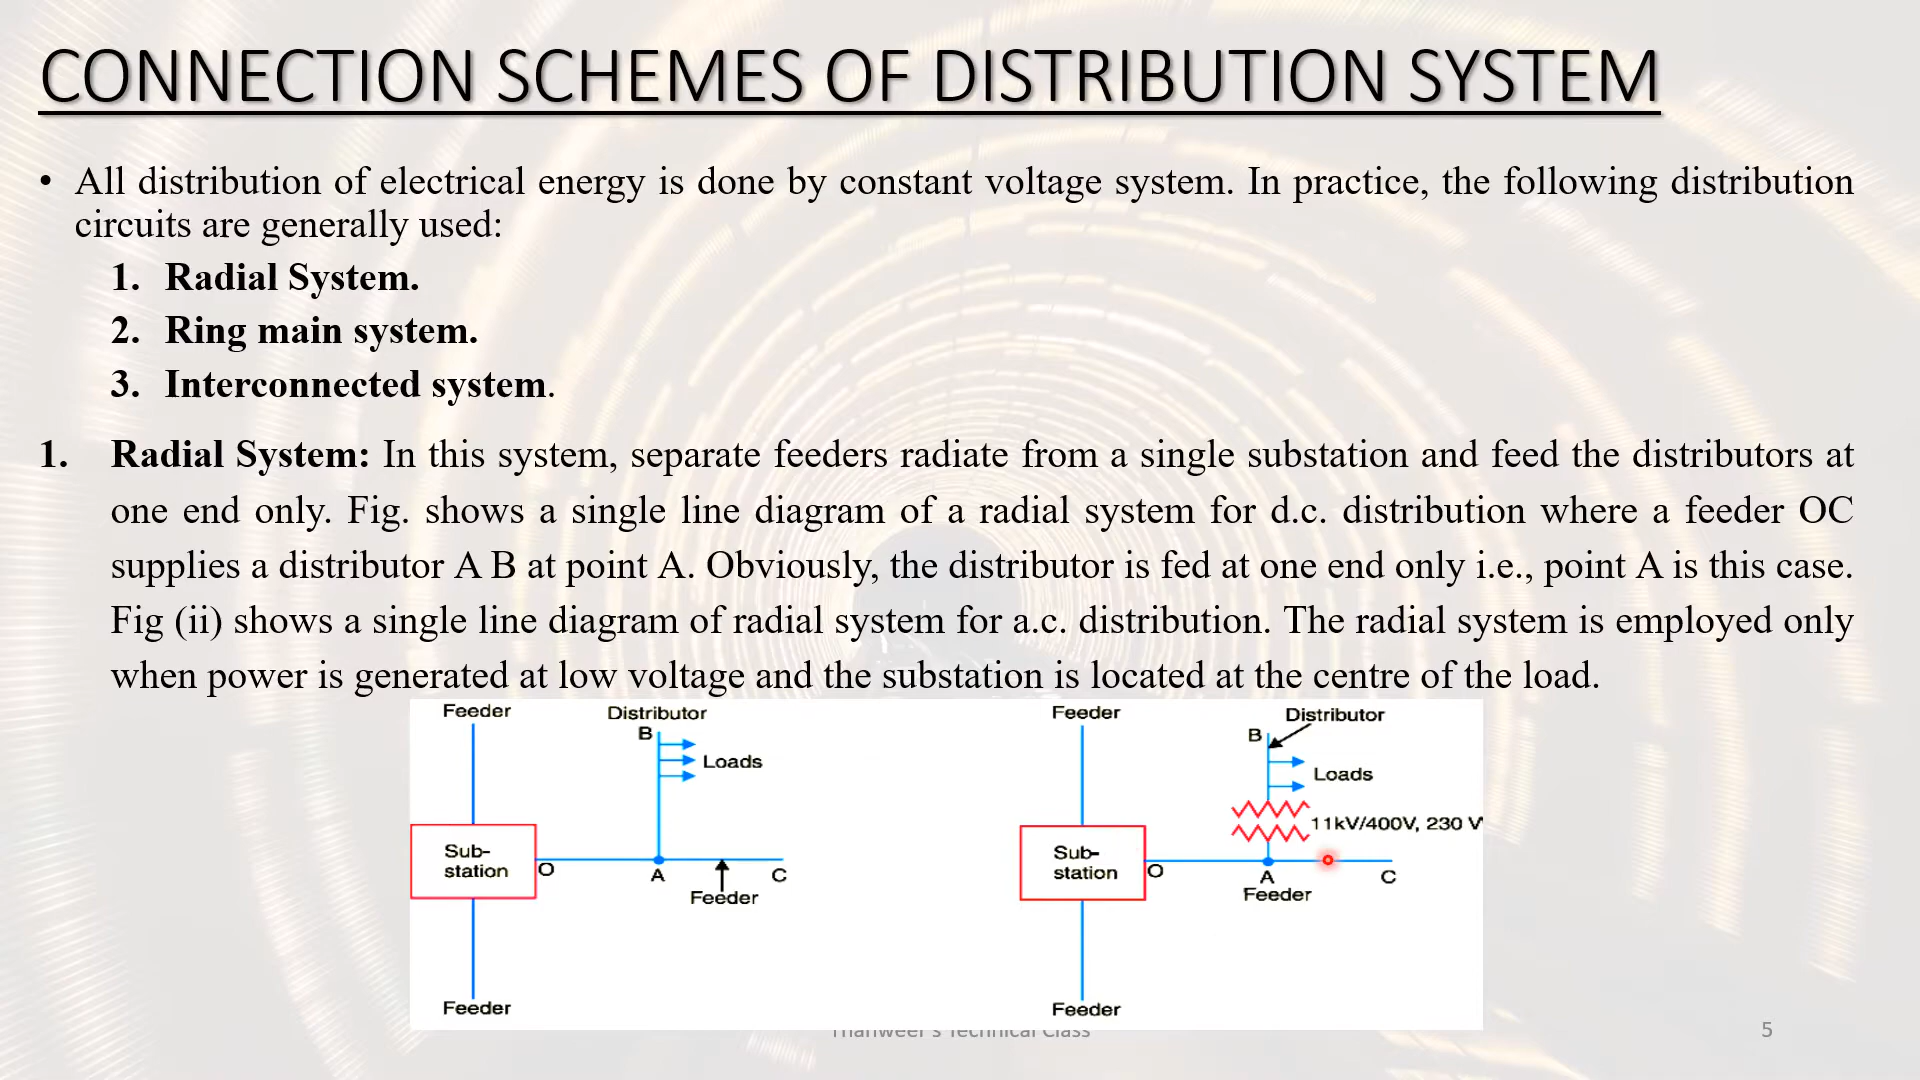 CONNECTION SCHEMES OF DISTRIBUTION SYSTEM
• All distribution of electrical energy is done by constant voltage system. In practice, the following distribution
circuits are generally used:
1. Radial System.
2. Ring main system.
3. Interconnected system.
1. Radial System: In this system, separate feeders radiate from a single substation and feed the distributors at
one end only. Fig. shows a single line diagram of a radial system for d.c. distribution where a feeder OC
supplies a distributor A B at point A. Obviously, the distributor is fed at one end only i.e., point A is this case.
Fig (ii) shows a single line diagram of radial system for a.c. distribution. The radial system is employed only
when power is generated at low voltage and the substation is located at the centre of the load.
Feeder
Distributor
B
Loads
Sub-
station
O
A
C
Feeder
Feeder
Feeder
Distributor
B
Loads
11kV/400V, 230 V
Sub-
station
O
A
C
Feeder
Feeder
Thanweer's Technical Class
5